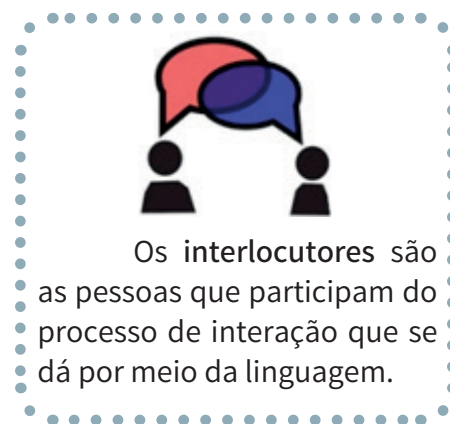 Os interlocutores são
as pessoas que participam do
processo de interação que se
dá por meio da linguagem.